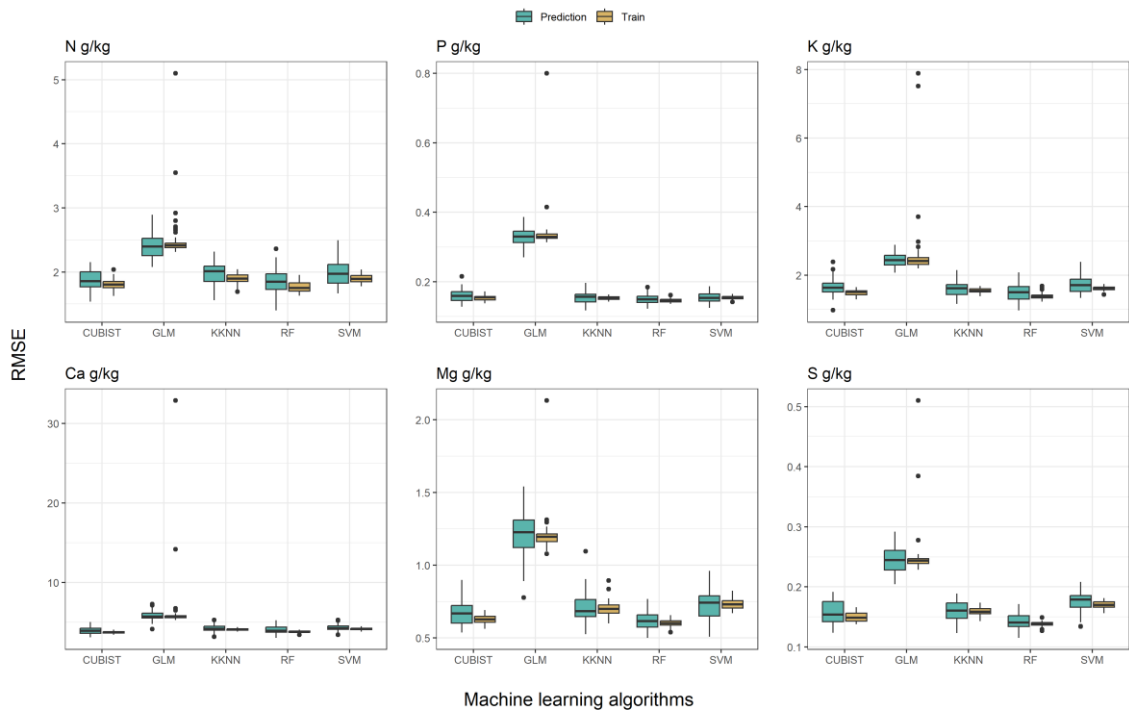 Prediction Train
N g/kg
5
4
3
2
CUBIST GLM KKNN RF SVM
P g/kg
0.8
0.6
0.4
0.2
CUBIST GLM KKNN RF SVM
K g/kg
8
6
4
2
CUBIST GLM KKNN RF SVM
RMSE
Ca g/kg
30
20
10
CUBIST GLM KKNN RF SVM
Mg g/kg
2.0
1.5
1.0
0.5
CUBIST GLM KKNN RF SVM
S g/kg
0.5
0.4
0.3
0.2
0.1
CUBIST GLM KKNN RF SVM
Machine learning algorithms